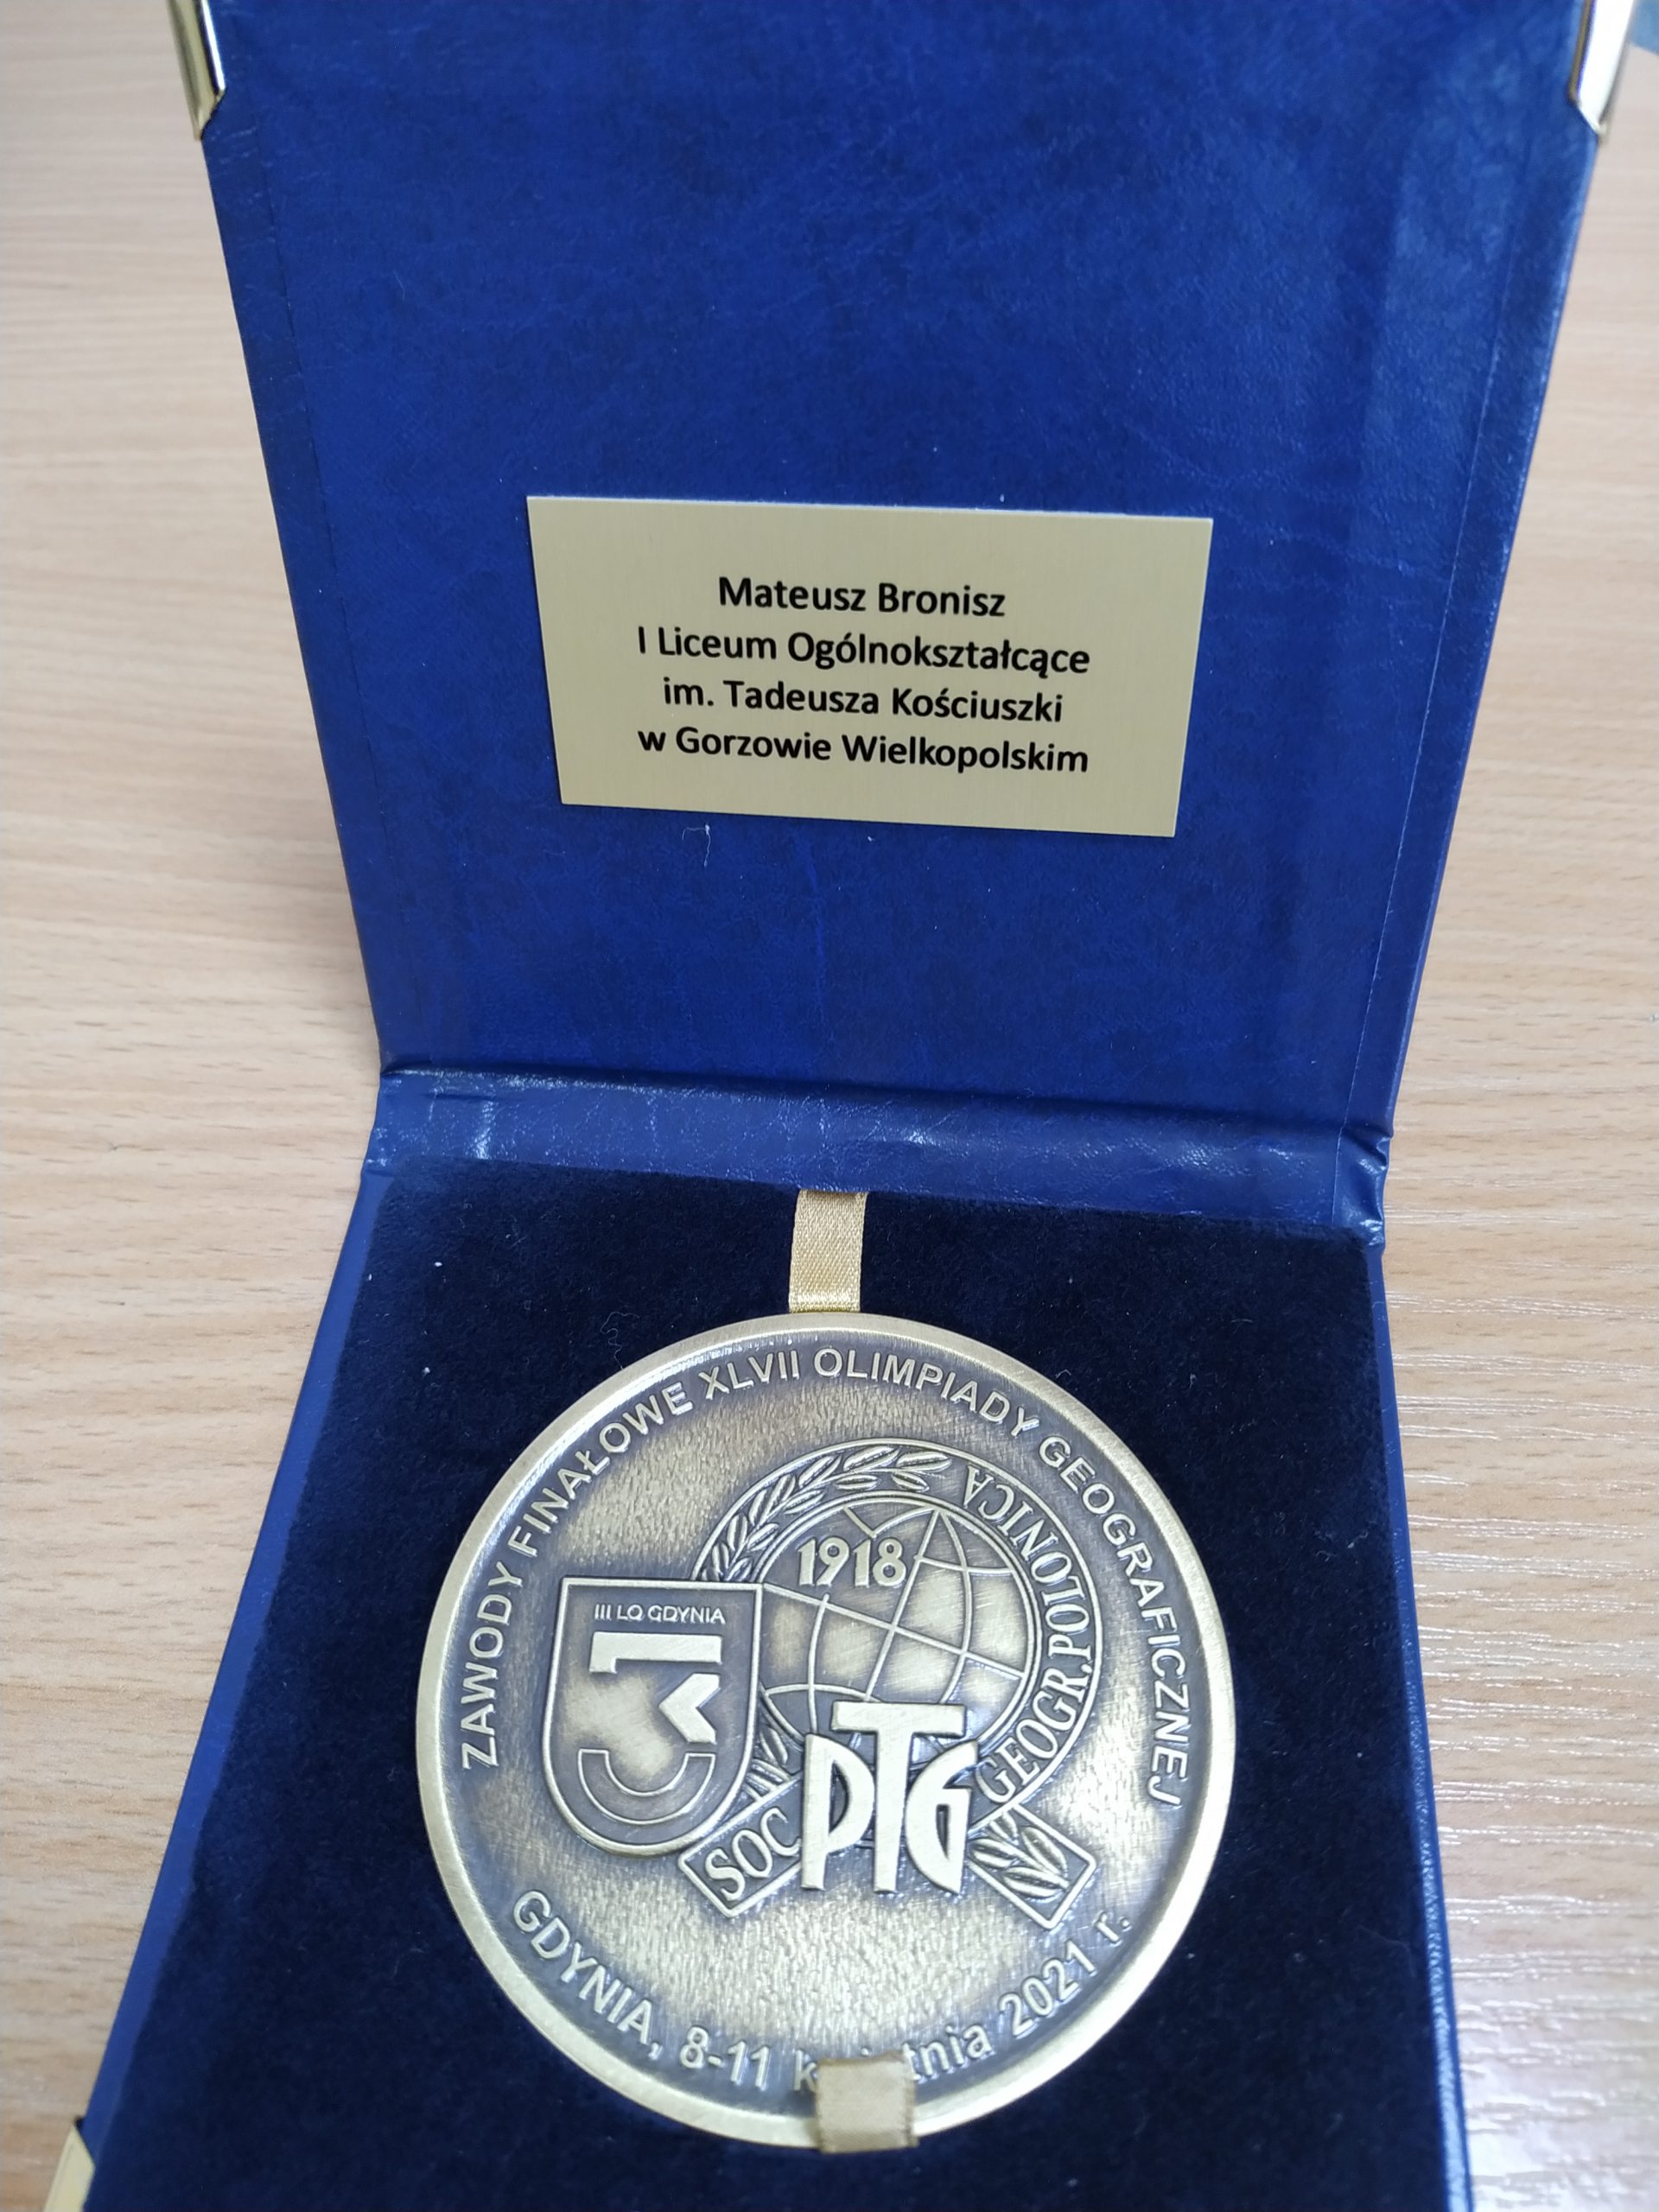 Mateusz Bronisz
I Liceum Ogólnokształcące
im. Tadeusza Kościuszki
w Gorzowie Wielkopolskim
ZAWODY FINAŁOWE XLVII OLIMPIADY GEOGRAFICZNEJ
1918
III LO GDYNIA
3
SOC GEOGR.POLONICA
PTG
GDYNIA, 8-11 2021 r.